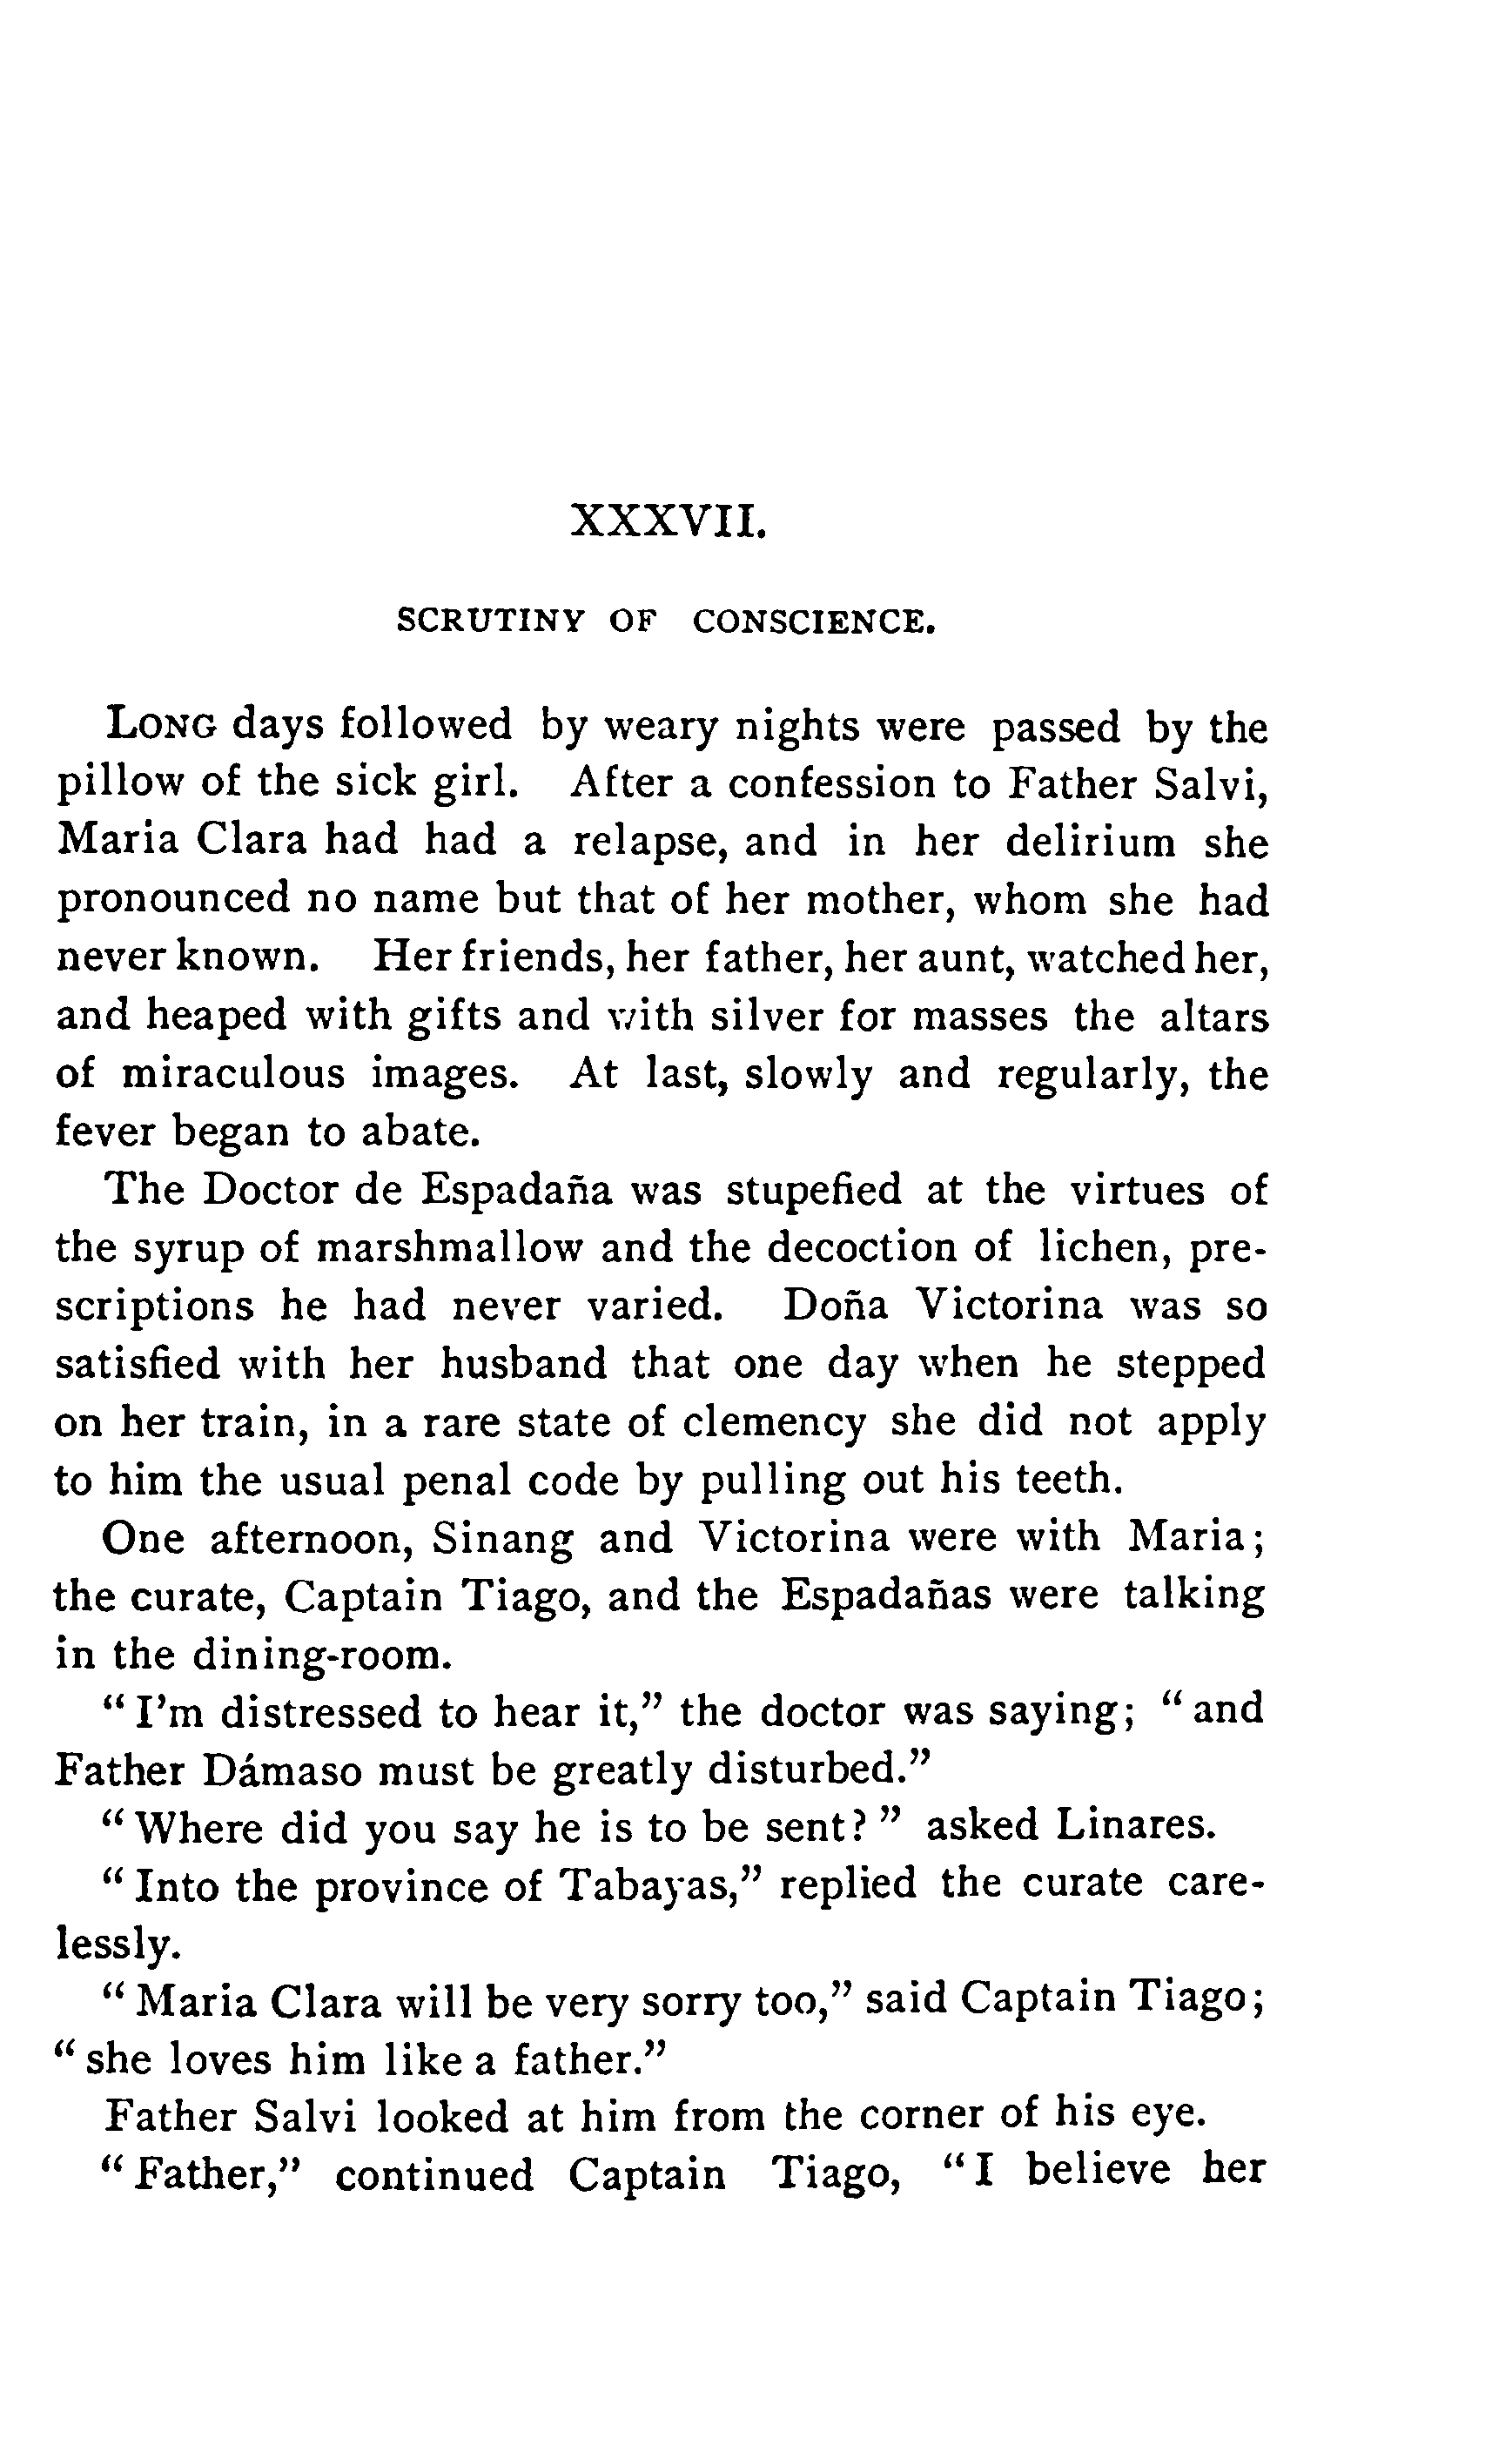 XXXVII.
SCRUTINY OF CONSCIENCE.
LONG days followed by weary nights were passed by the
pillow of the sick girl. After a confession to Father Salvi,
Maria Clara had had a relapse, and in her delirium she
pronounced no name but that of her mother, whom she had
never known. Her friends, her father, her aunt, watched her,
and heaped with gifts and with silver for masses the altars
of miraculous images. At last, slowly and regularly, the
fever began to abate.
The Doctor de Espadaña was stupefied at the virtues of
the syrup of marshmallow and the decoction of lichen, pre-
scriptions he had never varied. Doña Victorina was so
satisfied with her husband that one day when he stepped
on her train, in a rare state of clemency she did not apply
to him the usual penal code by pulling out his teeth.
One afternoon, Sinang and Victorina were with Maria;
the curate, Captain Tiago, and the Espadañas were talking
in the dining-room.
“I’m distressed to hear it,” the doctor was saying; “and
Father Dámaso must be greatly disturbed.”
“Where did you say he is to be sent?” asked Linares.
“Into the province of Tabayas,” replied the curate care-
lessly.
“Maria Clara will be very sorry too,” said Captain Tiago;
“she loves him like a father.”
Father Salvi looked at him from the corner of his eye.
“Father,” continued Captain Tiago, “I believe her